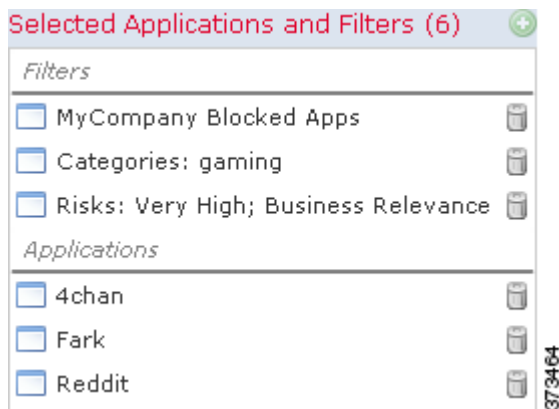 Selected Applications and Filters (6)
Filters
MyCompany Blocked Apps
Categories: gaming
Risks: Very High; Business Relevance
Applications
4chan
Fark
Reddit
373464